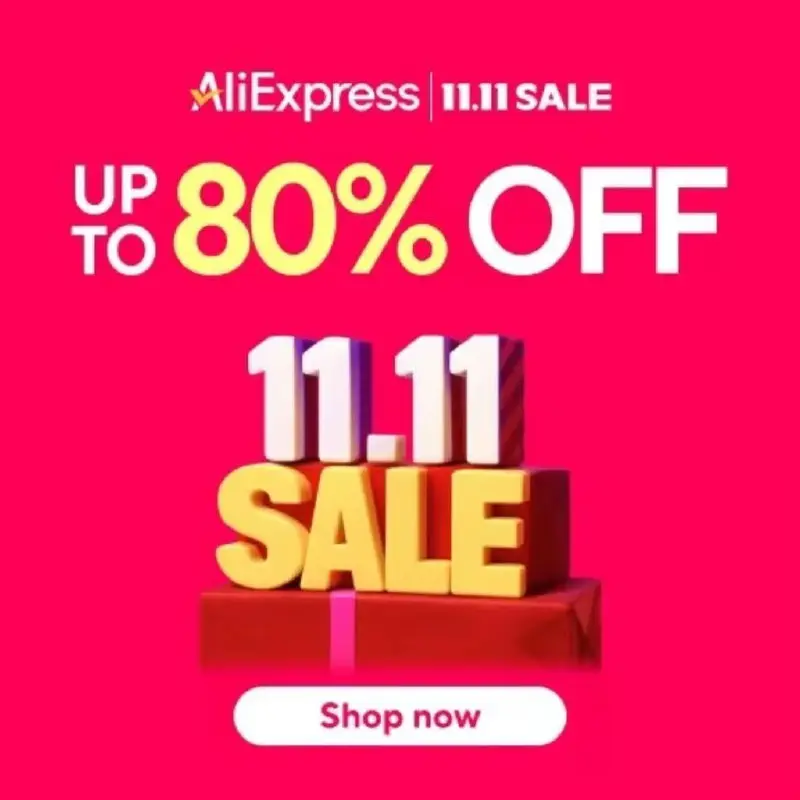 AliExpress | 11.11 SALE
UP TO 80% OFF
11.11
SALE
Shop now